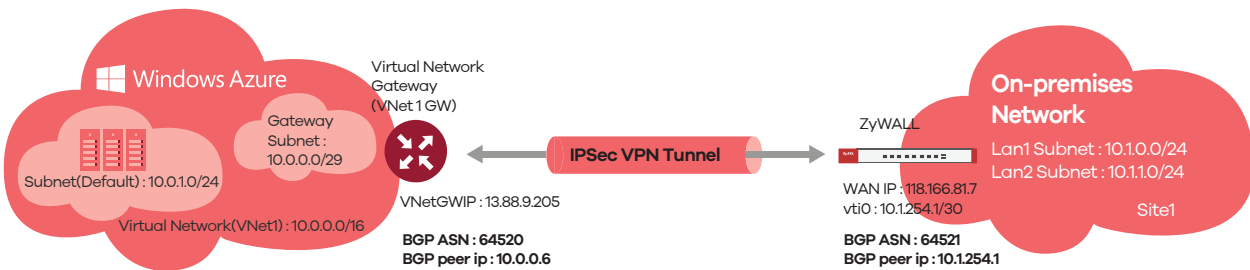 Windows Azure
Gateway
Subnet :
10.0.0.0/29
Subnet(Default) : 10.0.1.0/24
Virtual Network(VNet1) : 10.0.0.0/16
Virtual Network
Gateway
(VNet 1 GW)
VNetGWIP : 13.88.9.205
BGP ASN : 64520
BGP peer ip : 10.0.0.6
IPSec VPN Tunnel
ZyWALL
WAN IP : 118.166.81.7
vti0 : 10.1.254.1/30
BGP ASN : 64521
BGP peer ip : 10.1.254.1
On-premises
Network
Lan1 Subnet : 10.1.0.0/24
Lan2 Subnet : 10.1.1.0/24
Site1